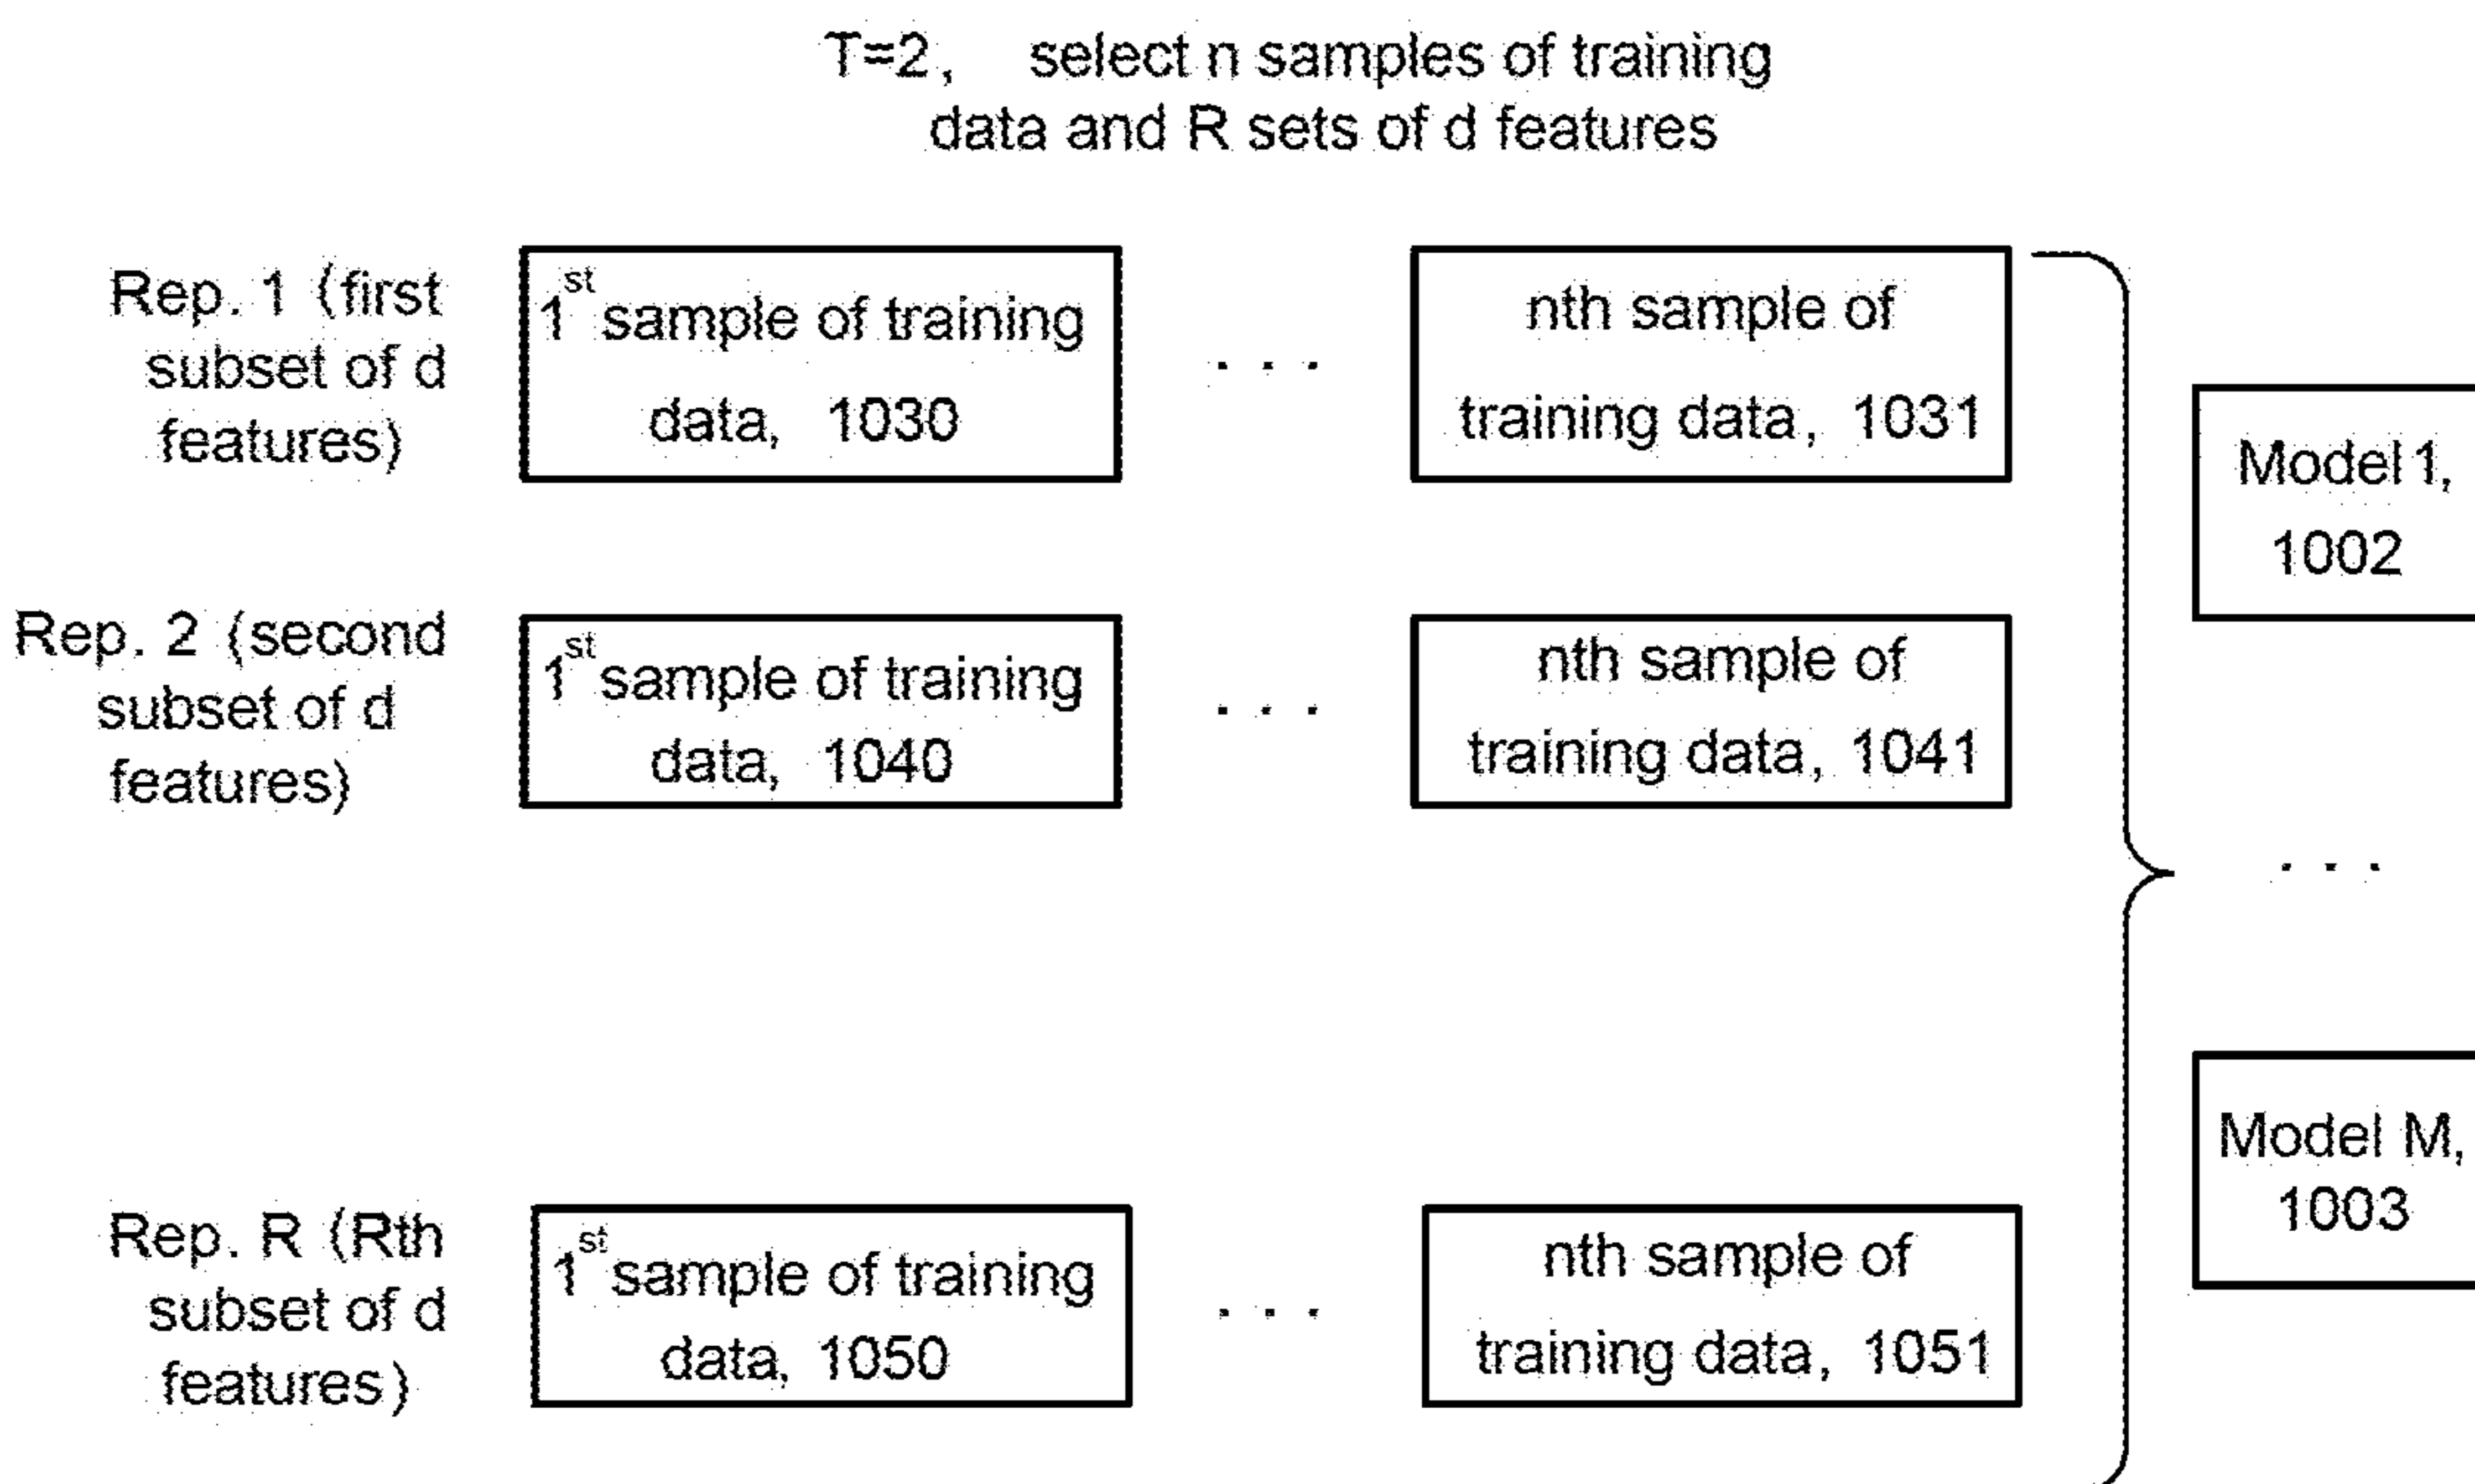 T=2, select n samples of training
data and R sets of d features
Rep. 1 (first
subset of d
features)
1st sample of training
data, 1030
. . .
nth sample of
training data, 1031
Model 1,
1002
Rep. 2 (second
subset of d
features)
1st sample of training
data, 1040
. . .
nth sample of
training data, 1041
. . .
Model M,
1003
Rep. R (Rth
subset of d
features)
1st sample of training
data, 1050
. . .
nth sample of
training data, 1051